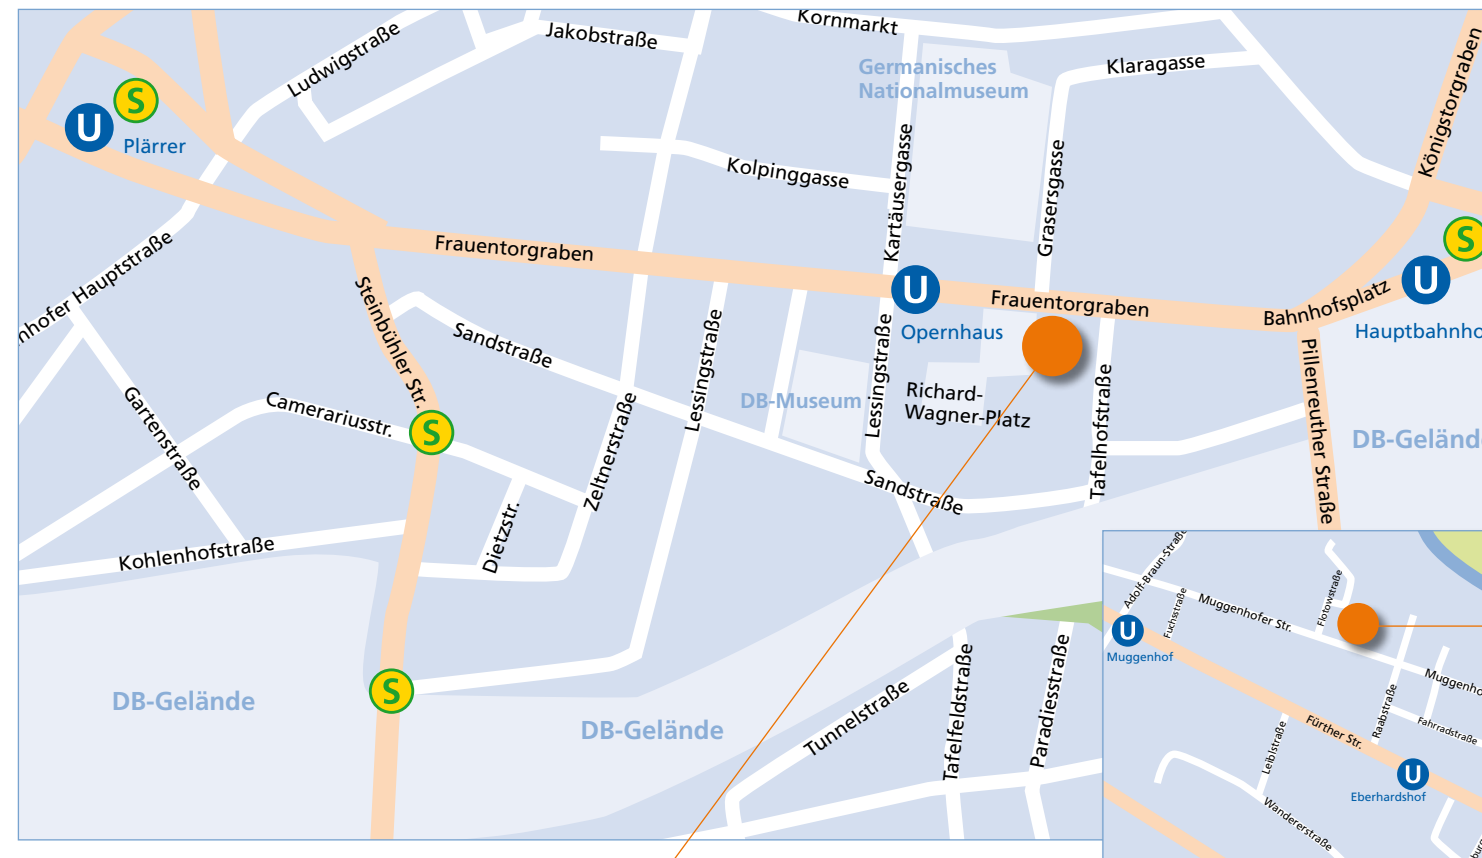 Kornmarkt
Jakobstraße
Ludwigstraße
Germanisches
Nationalmuseum
Klaragasse
Königstorgraben
S
U
Plärrer
Kolpinggasse
Kartäusergasse
Grasersgasse
S
nhofer Hauptstraße
Frauentorgraben
U
Opernhaus
Frauentorgraben
Bahnhofsplatz
U
Hauptbahnho
Steinbühler Str.
Sandstraße
Lessingstraße
Lessingstraße
Pillenreuther Straße
DB-Museum
Richard-
Wagner-Platz
Tafelhofstraße
DB-Gelände
Gartenstraße
Camerariusstr.
S
Zeltnerstraße
Sandstraße
Dietzstr.
Kohlenhofstraße
DB-Gelände
S
DB-Gelände
Tunnelstraße
Tafelfeldstraße
Paradiesstraße
Adolf-Braun-Straße
Fuchsstraße
Muggenhofer Str.
Flotowstraße
U
Muggenhof
Muggenho
Raabstraße
Fahrradstraße
Fürther Str.
Leiblstraße
U
Eberhardshof
Wandererstraße